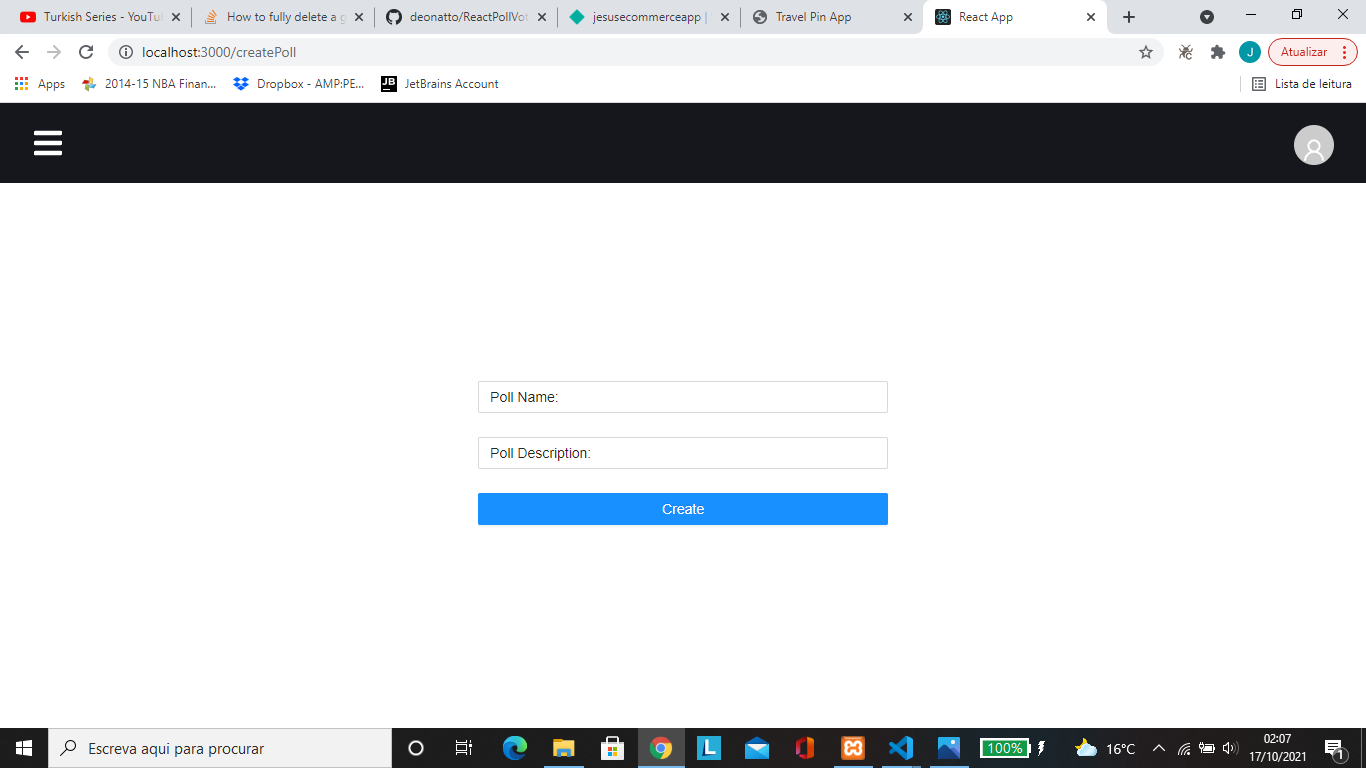 Turkish Series - YouTu
How to fully delete a g
deonatto/ReactPollVot
jesusecommerceapp |
Travel Pin App
React App
localhost:3000/createPoll
J
Atualizar
Apps
2014-15 NBA Finan...
Dropbox - AMP:PE...
JB
JetBrains Account
Lista de leitura
Poll Name:
Poll Description:
Create
Escreva aqui para procurar
L
100%
16°C
02:07
17/10/2021
1